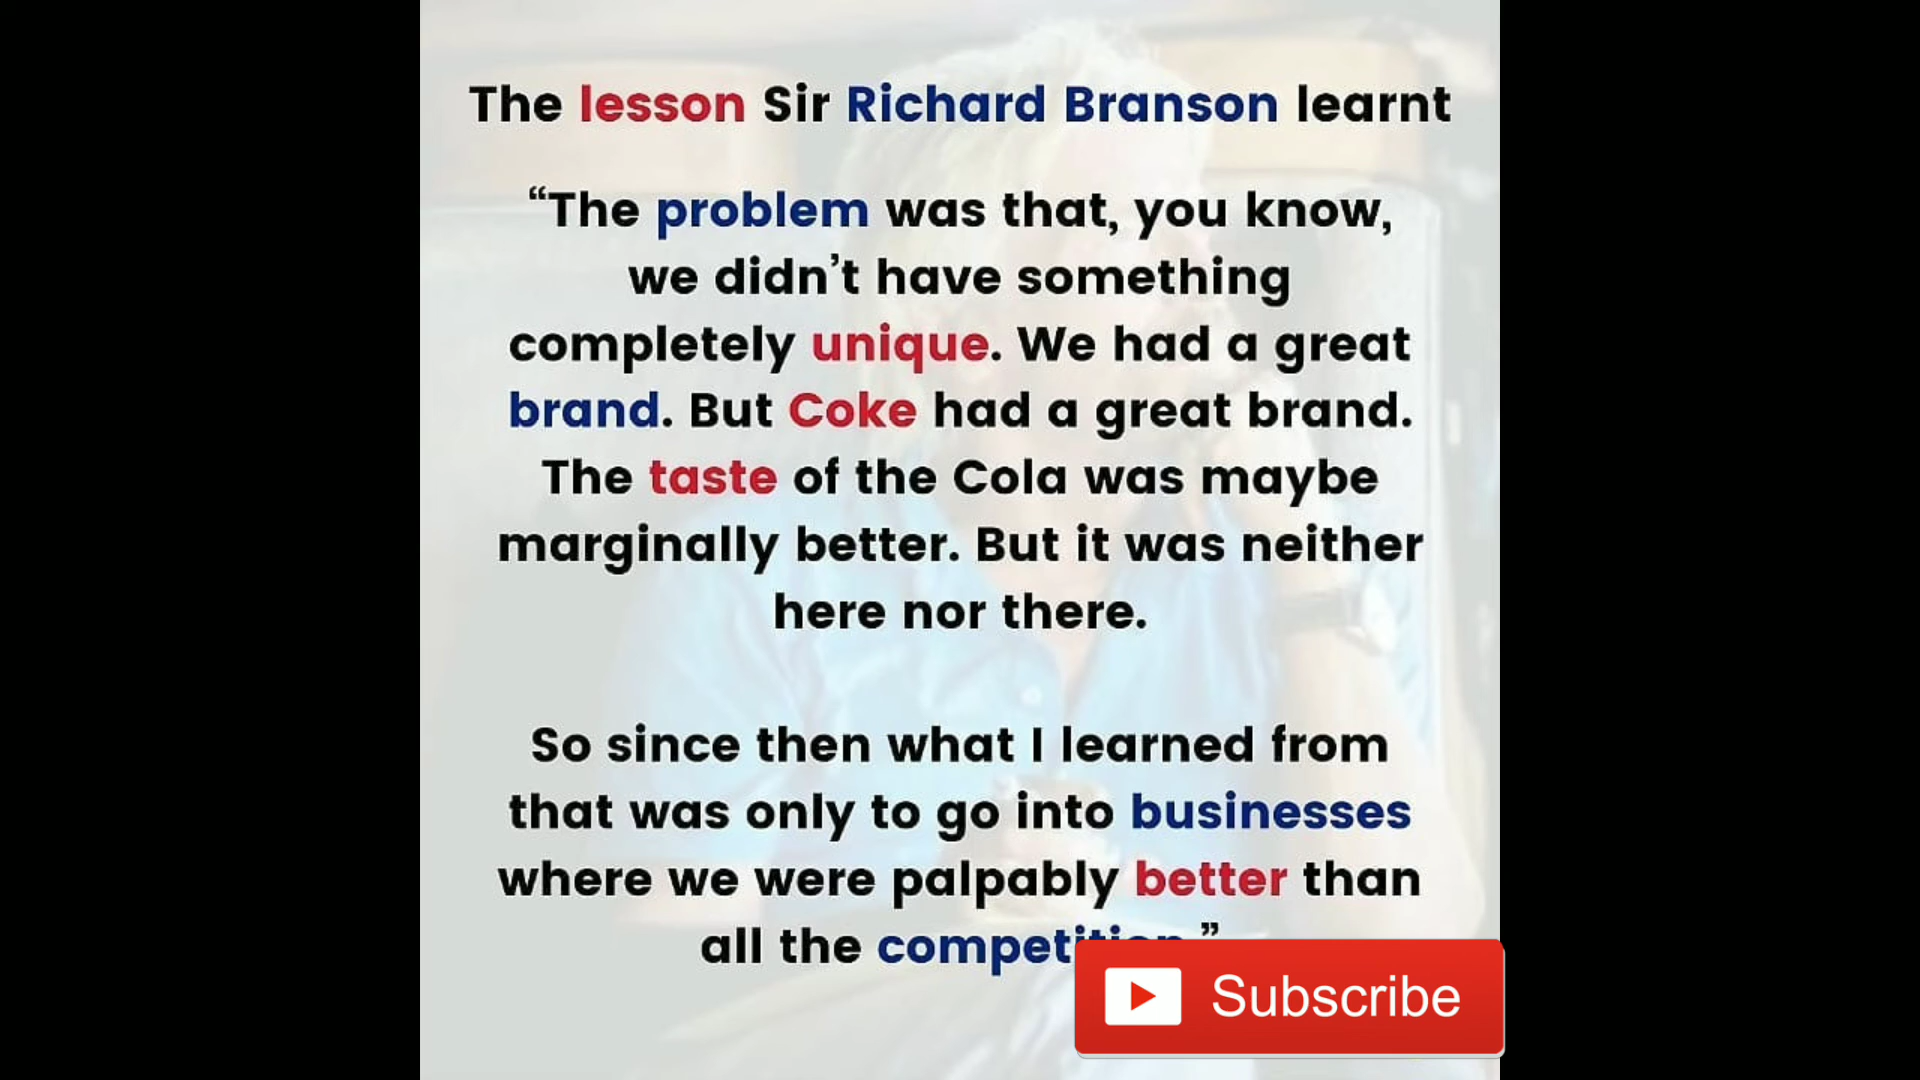 The lesson Sir Richard Branson learnt
“The problem was that, you know,
we didn’t have something
completely unique. We had a great
brand. But Coke had a great brand.
The taste of the Cola was maybe
marginally better. But it was neither
here nor there.
So since then what I learned from
that was only to go into businesses
where we were palpably better than
all the competition.”
Subscribe